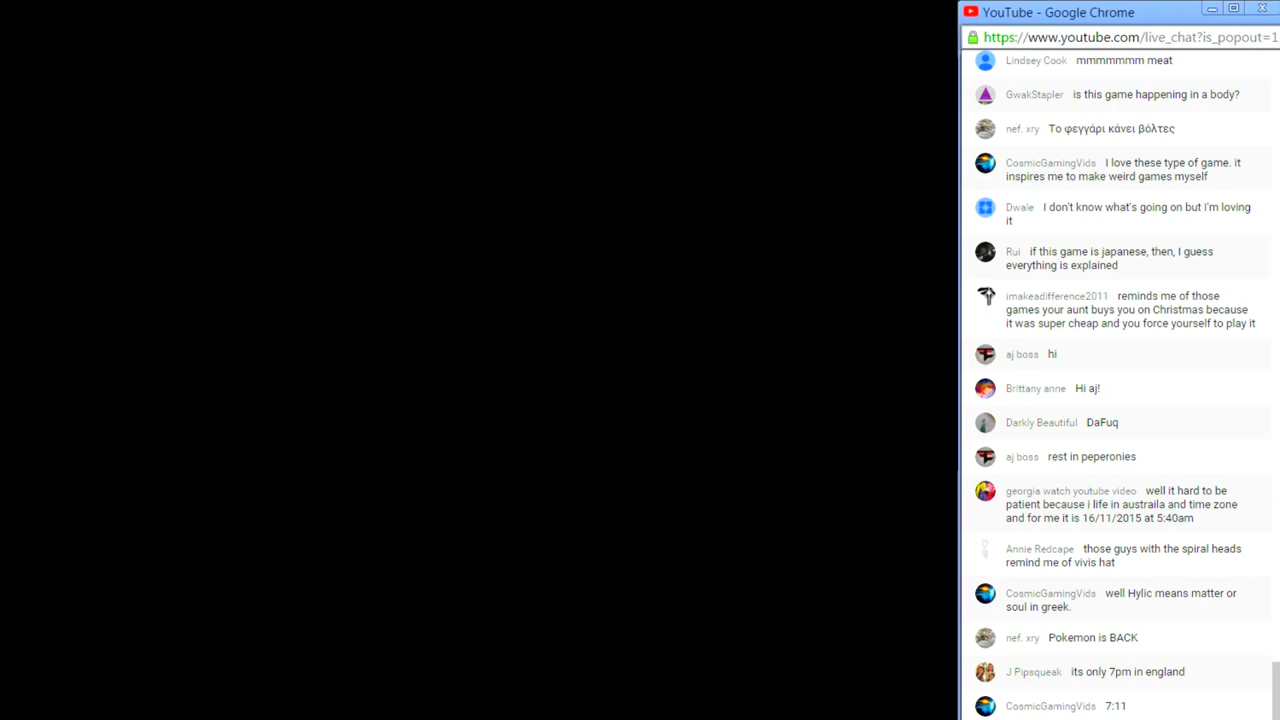 YouTube - Google Chrome
https://www.youtube.com/live_chat?is_popout=1
Lindsey Cook mmmmmmm meat
GwakStapler is this game happening in a body?
nef. xry Το φεγγάρι κάνει βόλτες
CosmicGamingVids I love these type of game. it
inspires me to make weird games myself
Dwale I don't know what's going on but I'm loving
it
Rui if this game is japanese, then, I guess
everything is explained
imakeadifference2011 reminds me of those
games your aunt buys you on Christmas because
it was super cheap and you force yourself to play it
aj boss hi
Brittany anne Hi aj!
Darkly Beautiful DaFuq
aj boss rest in peperonies
georgia watch youtube video well it hard to be
patient because i life in austraila and time zone
and for me it is 16/11/2015 at 5:40am
Annie Redcape those guys with the spiral heads
remind me of vivis hat
CosmicGamingVids well Hylic means matter or
soul in greek.
nef. xry Pokemon is BACK
J Pipsqueak its only 7pm in england
CosmicGamingVids 7:11